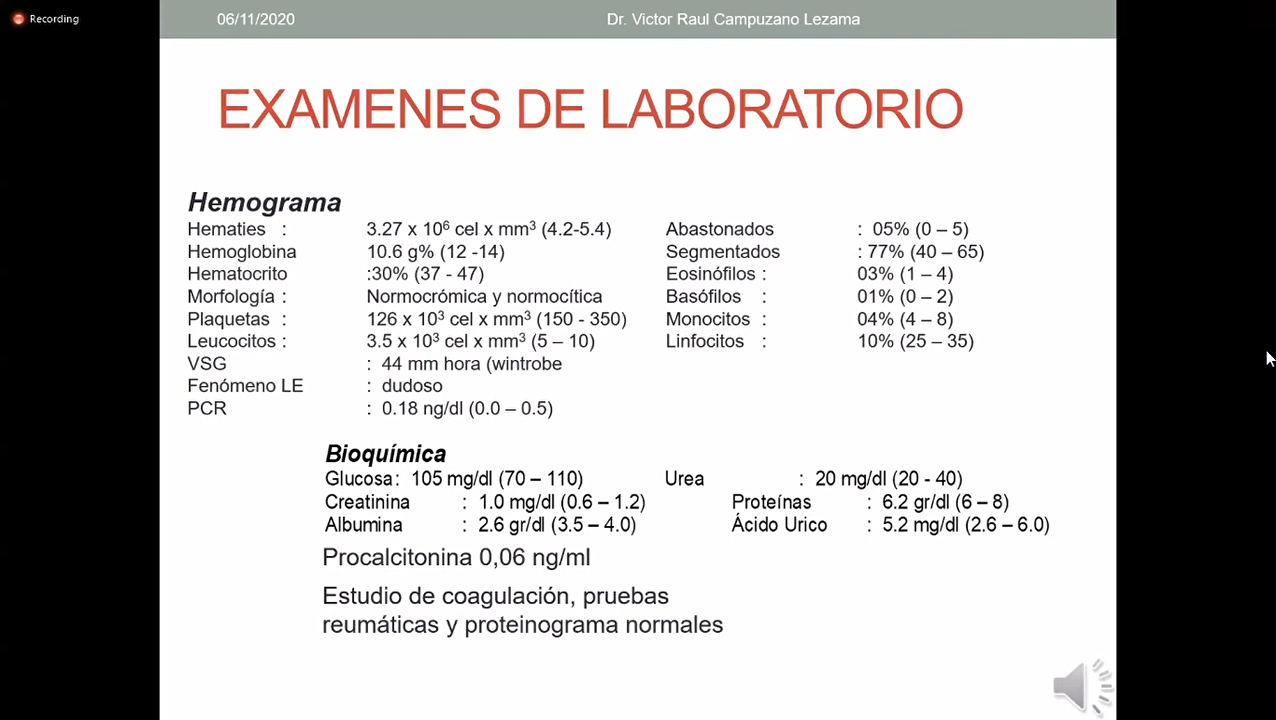 Recording
06/11/2020 Dr. Victor Raul Campuzano Lezama
EXAMENES DE LABORATORIO
Hemograma
Hematies : 3.27 x 10⁶ cel x mm³ (4.2-5.4) Abastonados : 05% (0 – 5)
Hemoglobina 10.6 g% (12 -14) Segmentados : 77% (40 – 65)
Hematocrito :30% (37 - 47) Eosinófilos : 03% (1 – 4)
Morfología : Normocrómica y normocítica Basófilos : 01% (0 – 2)
Plaquetas : 126 x 10³ cel x mm³ (150 - 350) Monocitos : 04% (4 – 8)
Leucocitos : 3.5 x 10³ cel x mm³ (5 – 10) Linfocitos : 10% (25 – 35)
VSG : 44 mm hora (wintrobe
Fenómeno LE : dudoso
PCR : 0.18 ng/dl (0.0 – 0.5)
Bioquímica
Glucosa : 105 mg/dl (70 – 110) Urea : 20 mg/dl (20 - 40)
Creatinina : 1.0 mg/dl (0.6 – 1.2) Proteínas : 6.2 gr/dl (6 – 8)
Albumina : 2.6 gr/dl (3.5 – 4.0) Ácido Urico : 5.2 mg/dl (2.6 – 6.0)
Procalcitonina 0,06 ng/ml
Estudio de coagulación, pruebas
reumáticas y proteinograma normales